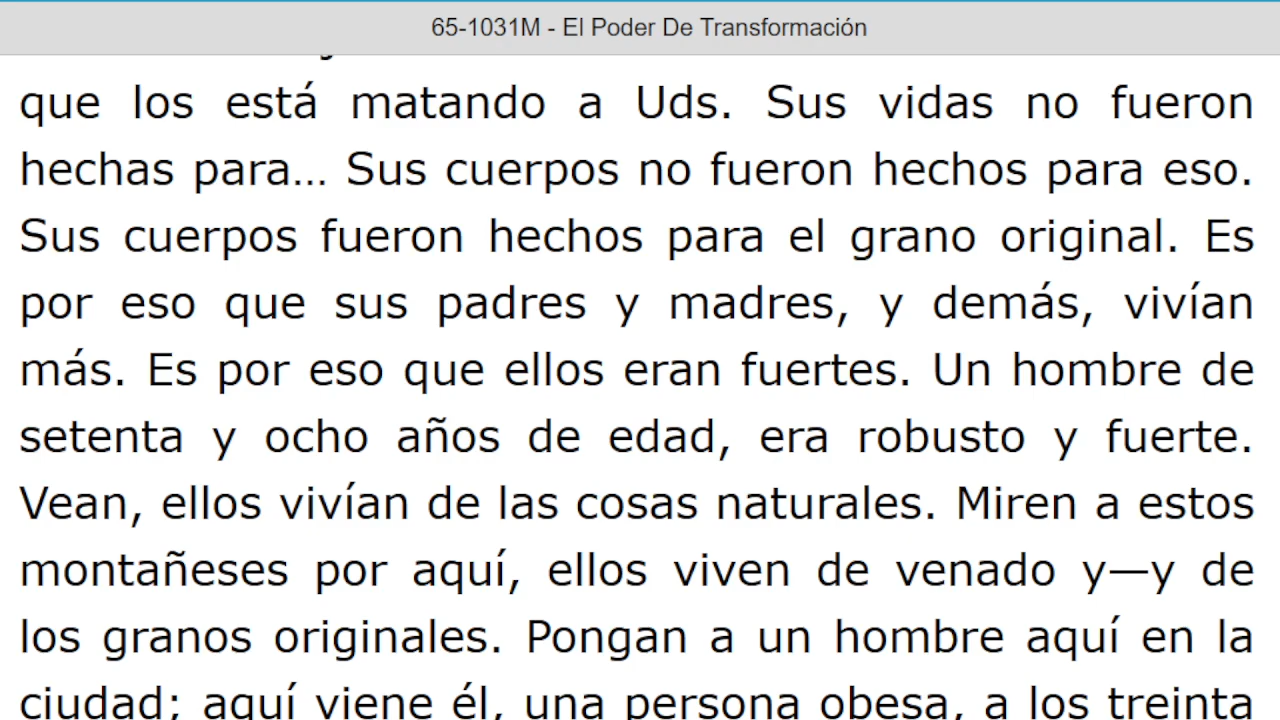 65-1031M - El Poder De Transformación
que los está matando a Uds. Sus vidas no fueron
hechas para... Sus cuerpos no fueron hechos para eso.
Sus cuerpos fueron hechos para el grano original. Es
por eso que sus padres y madres, y demás, vivían
más. Es por eso que ellos eran fuertes. Un hombre de
setenta y ocho años de edad, era robusto y fuerte.
Vean, ellos vivían de las cosas naturales. Miren a estos
montañeses por aquí, ellos viven de venado y—y de
los granos originales. Pongan a un hombre aquí en la
ciudad; aquí viene él, una persona obesa, a los treinta